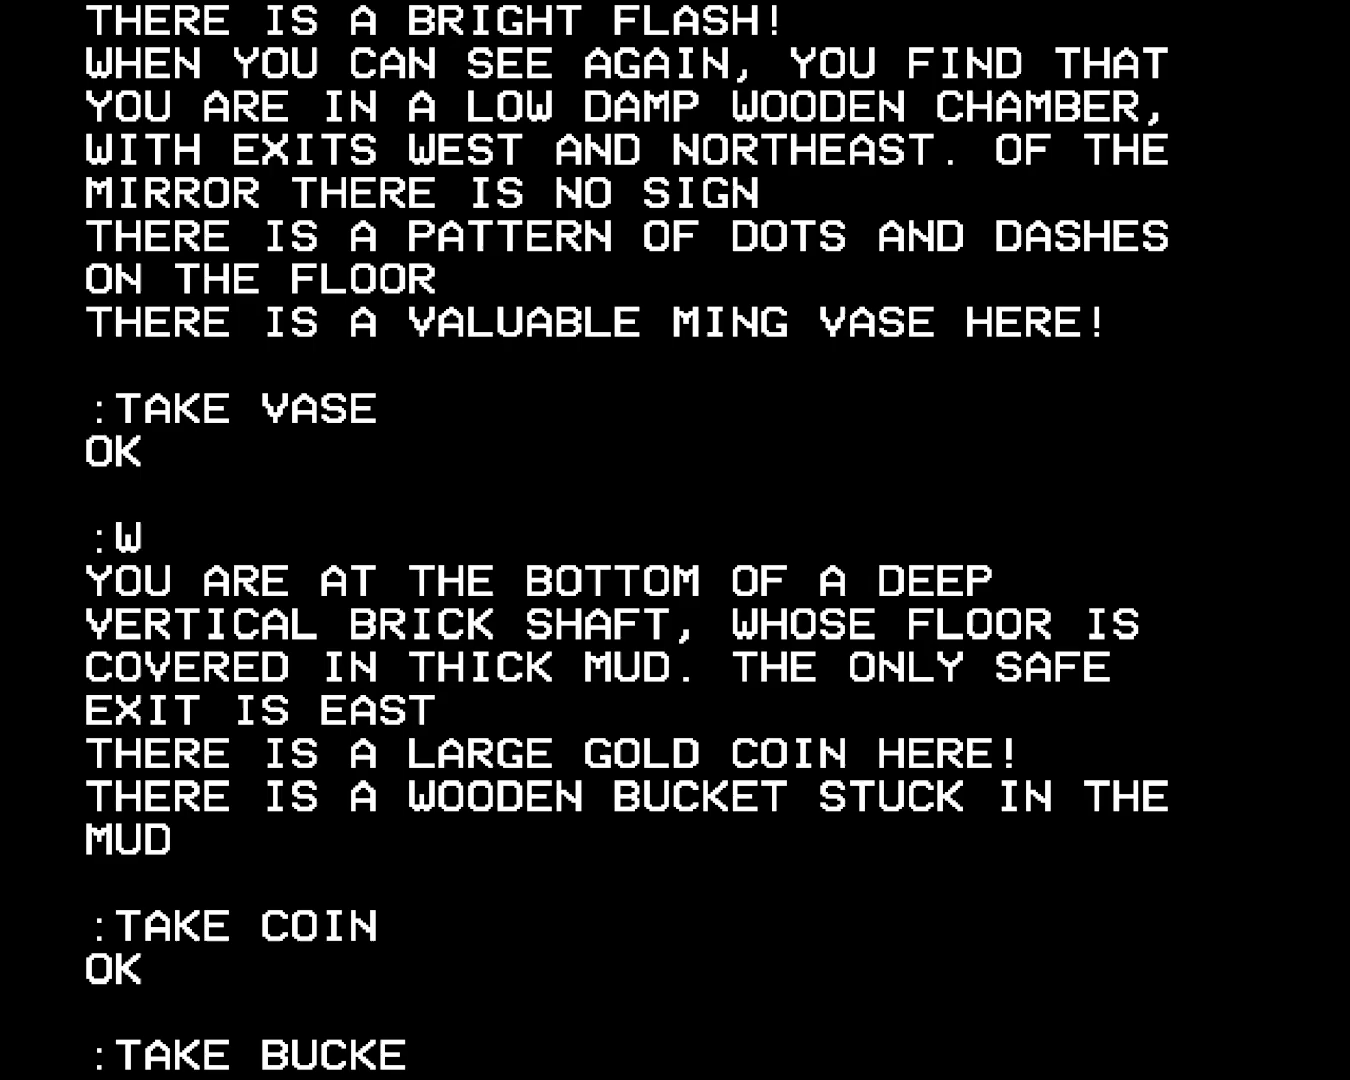 THERE IS A BRIGHT FLASH!
WHEN YOU CAN SEE AGAIN, YOU FIND THAT
YOU ARE IN A LOW DAMP WOODEN CHAMBER,
WITH EXITS WEST AND NORTHEAST. OF THE
MIRROR THERE IS NO SIGN
THERE IS A PATTERN OF DOTS AND DASHES
ON THE FLOOR
THERE IS A VALUABLE MING VASE HERE!
:TAKE VASE
OK
:W
YOU ARE AT THE BOTTOM OF A DEEP
VERTICAL BRICK SHAFT, WHOSE FLOOR IS
COVERED IN THICK MUD. THE ONLY SAFE
EXIT IS EAST
THERE IS A LARGE GOLD COIN HERE!
THERE IS A WOODEN BUCKET STUCK IN THE
MUD
:TAKE COIN
OK
:TAKE BUCKE